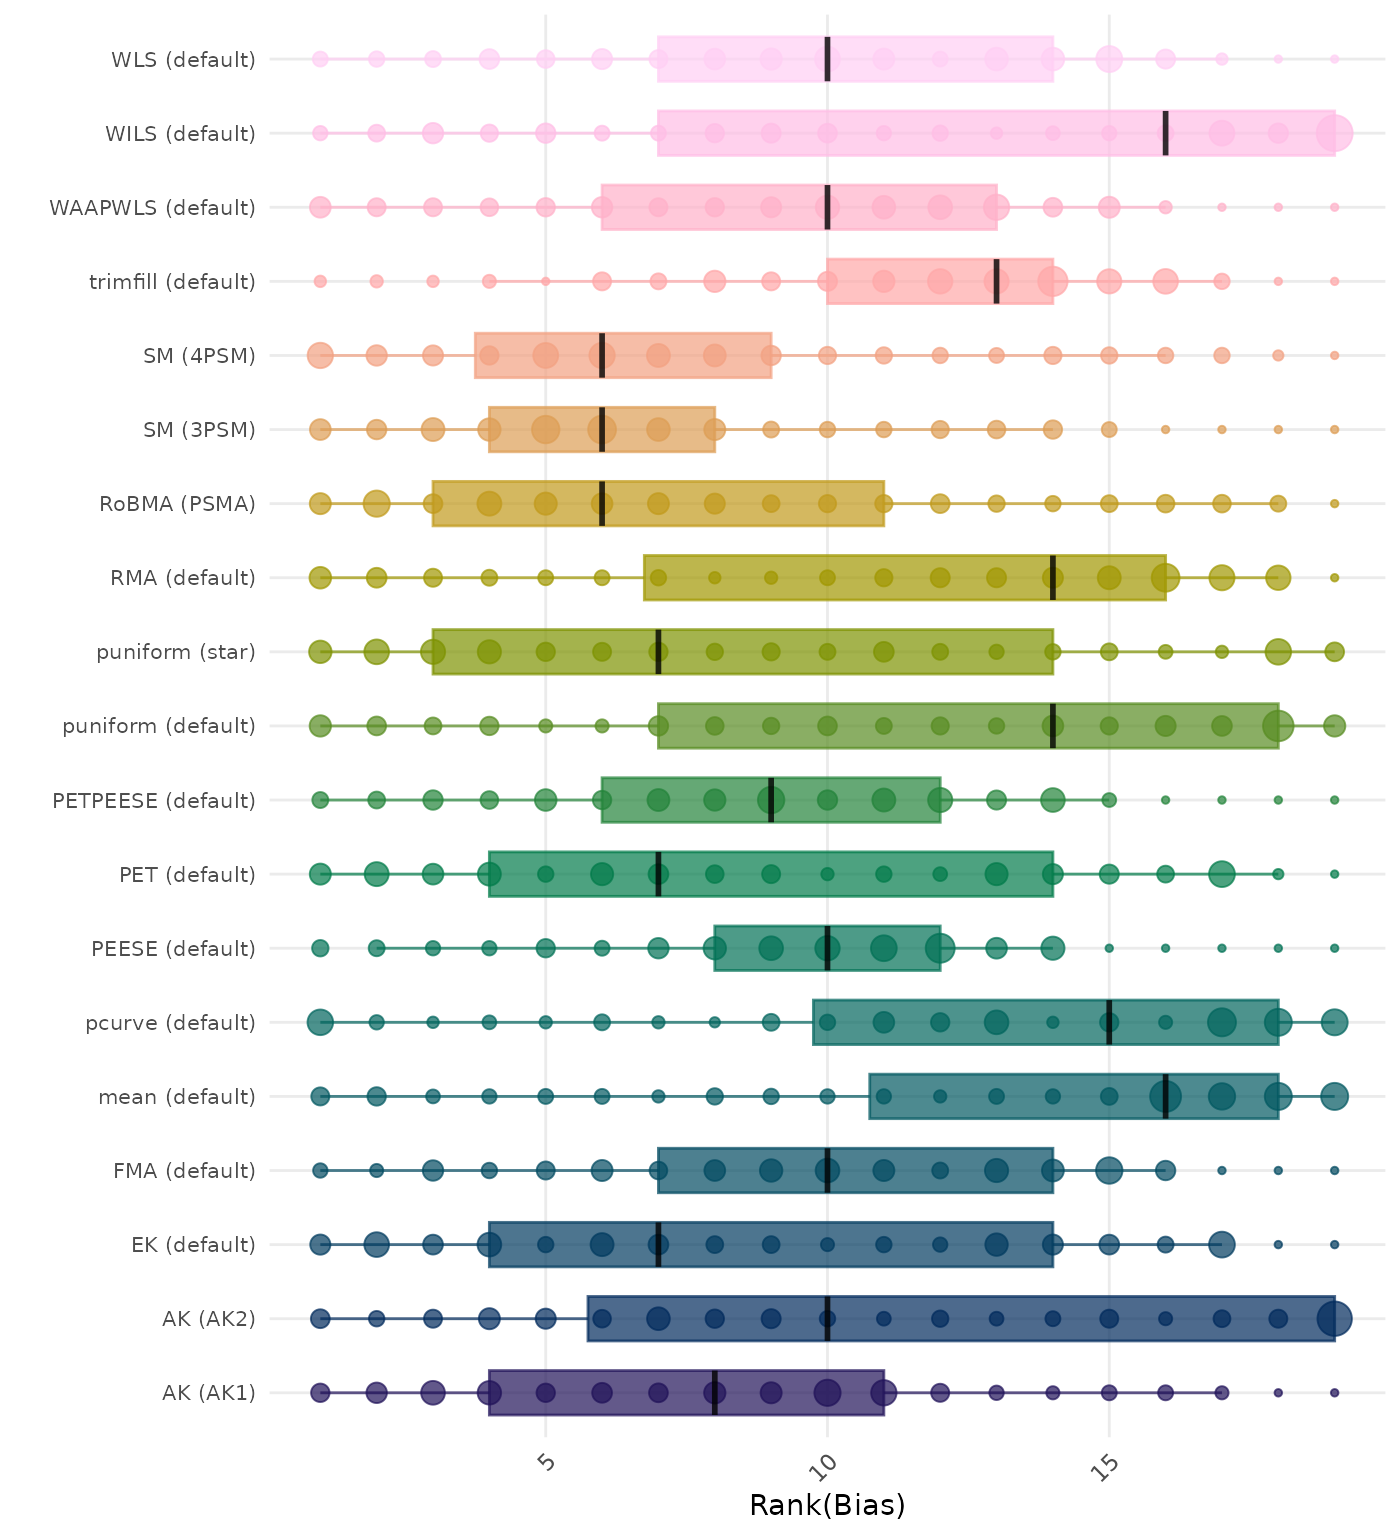 WLS (default)
WILS (default)
WAAPWLS (default)
trimfill (default)
SM (4PSM)
SM (3PSM)
RoBMA (PSMA)
RMA (default)
puniform (star)
puniform (default)
PETPEESE (default)
PET (default)
PEESE (default)
pcurve (default)
mean (default)
FMA (default)
EK (default)
AK (AK2)
AK (AK1)
5 10 15
Rank(Bias)